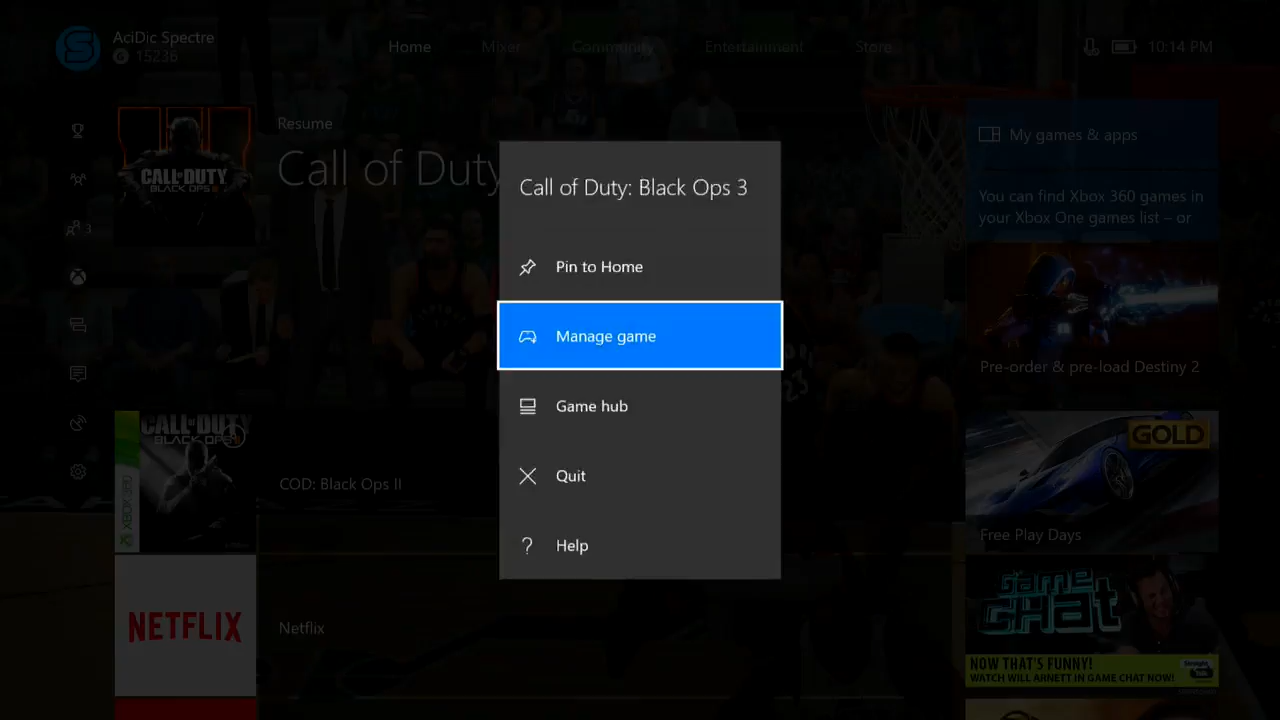 AciDic Spectre
15236
Home
Mixer
Community
Entertainment
Store
10:14 PM
3
CALL OF DUTY
BLACK OPS
Resume
Call of Duty
COD: Black Ops II
CALL OF DUTY
BLACK OPS II
XBOX 360
NETFLIX
Netflix
Call of Duty: Black Ops 3
Pin to Home
Manage game
Game hub
Quit
Help
23
My games & apps
You can find Xbox 360 games in
your Xbox One games list – or
Pre-order & pre-load Destiny 2
GOLD
Free Play Days
Game
CHAT
NOW THAT'S FUNNY!
WATCH WILL ARNETT IN GAME CHAT NOW!